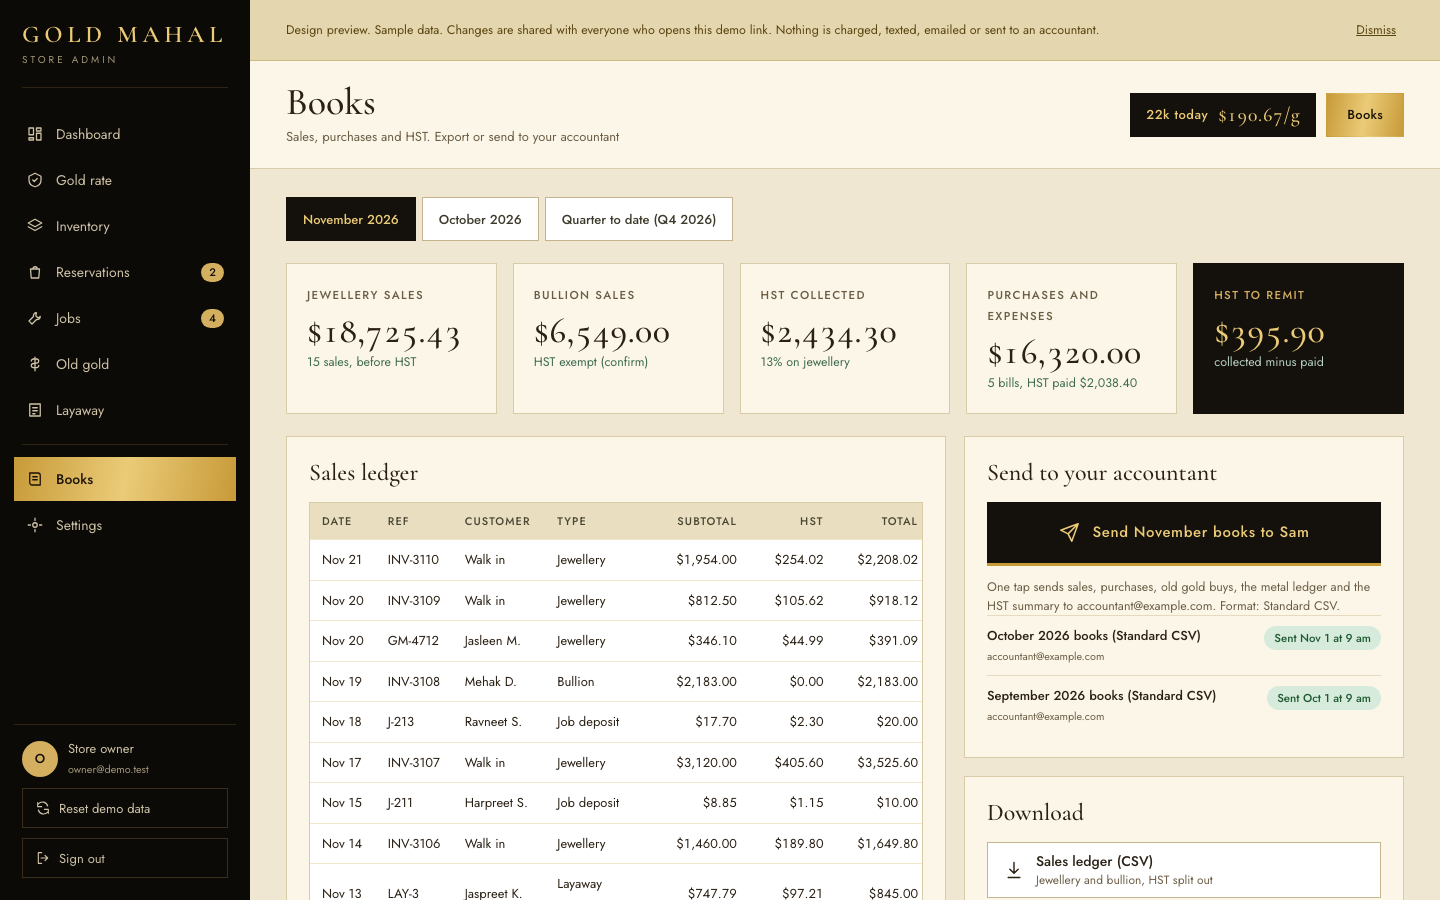 GOLD MAHAL
STORE ADMIN
Dashboard
Gold rate
Inventory
Reservations 2
Jobs 4
Old gold
Layaway
Books
Settings
O
Store owner
owner@demo.test
Reset demo data
Sign out
Design preview. Sample data. Changes are shared with everyone who opens this demo link. Nothing is charged, texted, emailed or sent to an accountant. Dismiss
Books
Sales, purchases and HST. Export or send to your accountant
22k today $190.67/g Books
November 2026 October 2026 Quarter to date (Q4 2026)
JEWELLERY SALES
$18,725.43
15 sales, before HST
BULLION SALES
$6,549.00
HST exempt (confirm)
HST COLLECTED
$2,434.30
13% on jewellery
PURCHASES AND
EXPENSES
$16,320.00
5 bills, HST paid $2,038.40
HST TO REMIT
$395.90
collected minus paid
Sales ledger
DATE REF CUSTOMER TYPE SUBTOTAL HST TOTAL
Nov 21 INV-3110 Walk in Jewellery $1,954.00 $254.02 $2,208.02
Nov 20 INV-3109 Walk in Jewellery $812.50 $105.62 $918.12
Nov 20 GM-4712 Jasleen M. Jewellery $346.10 $44.99 $391.09
Nov 19 INV-3108 Mehak D. Bullion $2,183.00 $0.00 $2,183.00
Nov 18 J-213 Ravneet S. Job deposit $17.70 $2.30 $20.00
Nov 17 INV-3107 Walk in Jewellery $3,120.00 $405.60 $3,525.60
Nov 15 J-211 Harpreet S. Job deposit $8.85 $1.15 $10.00
Nov 14 INV-3106 Walk in Jewellery $1,460.00 $189.80 $1,649.80
Nov 13 LAY-3 Jaspreet K. Layaway $747.79 $97.21 $845.00
Send to your accountant
Send November books to Sam
One tap sends sales, purchases, old gold buys, the metal ledger and the
HST summary to accountant@example.com. Format: Standard CSV.
October 2026 books (Standard CSV) Sent Nov 1 at 9 am
accountant@example.com
September 2026 books (Standard CSV) Sent Oct 1 at 9 am
accountant@example.com
Download
Sales ledger (CSV)
Jewellery and bullion, HST split out